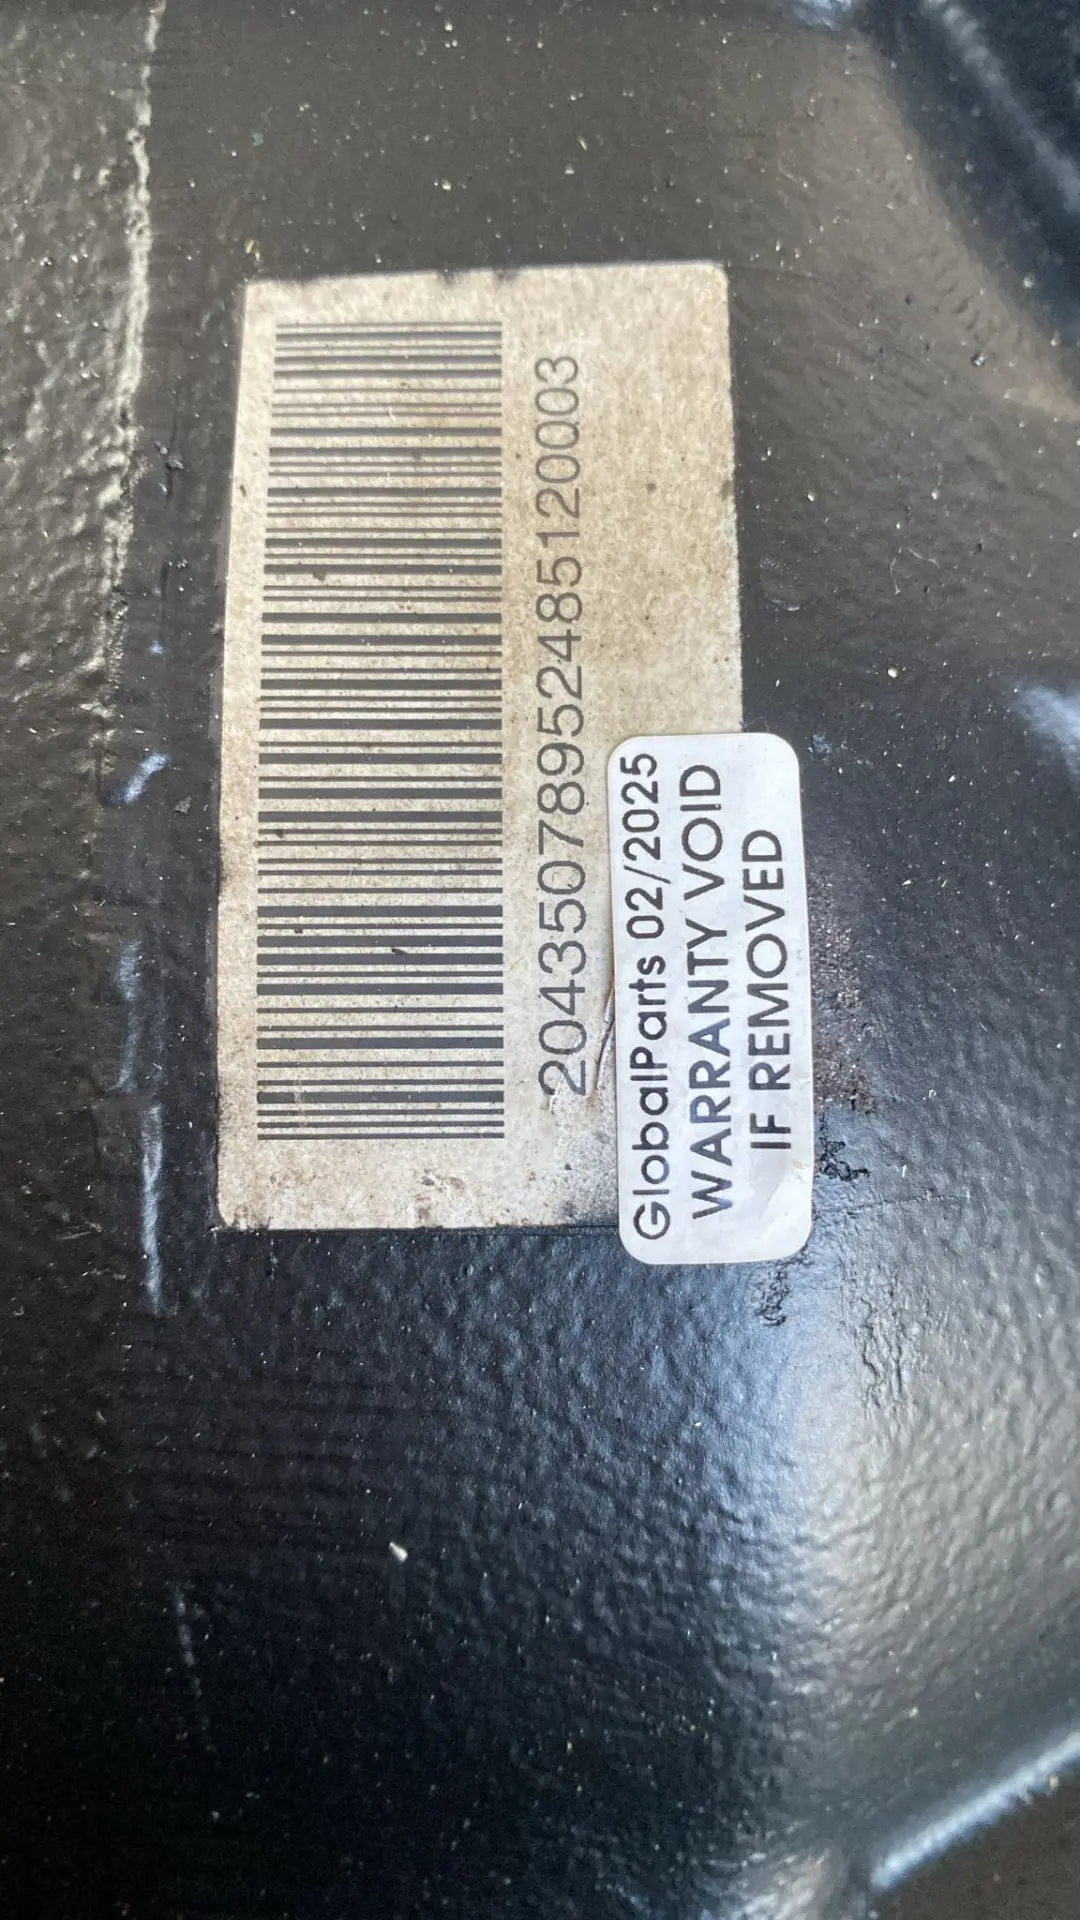 20435078952485120003
GlobalParts 02/2025
WARRANTY VOID
IF REMOVED